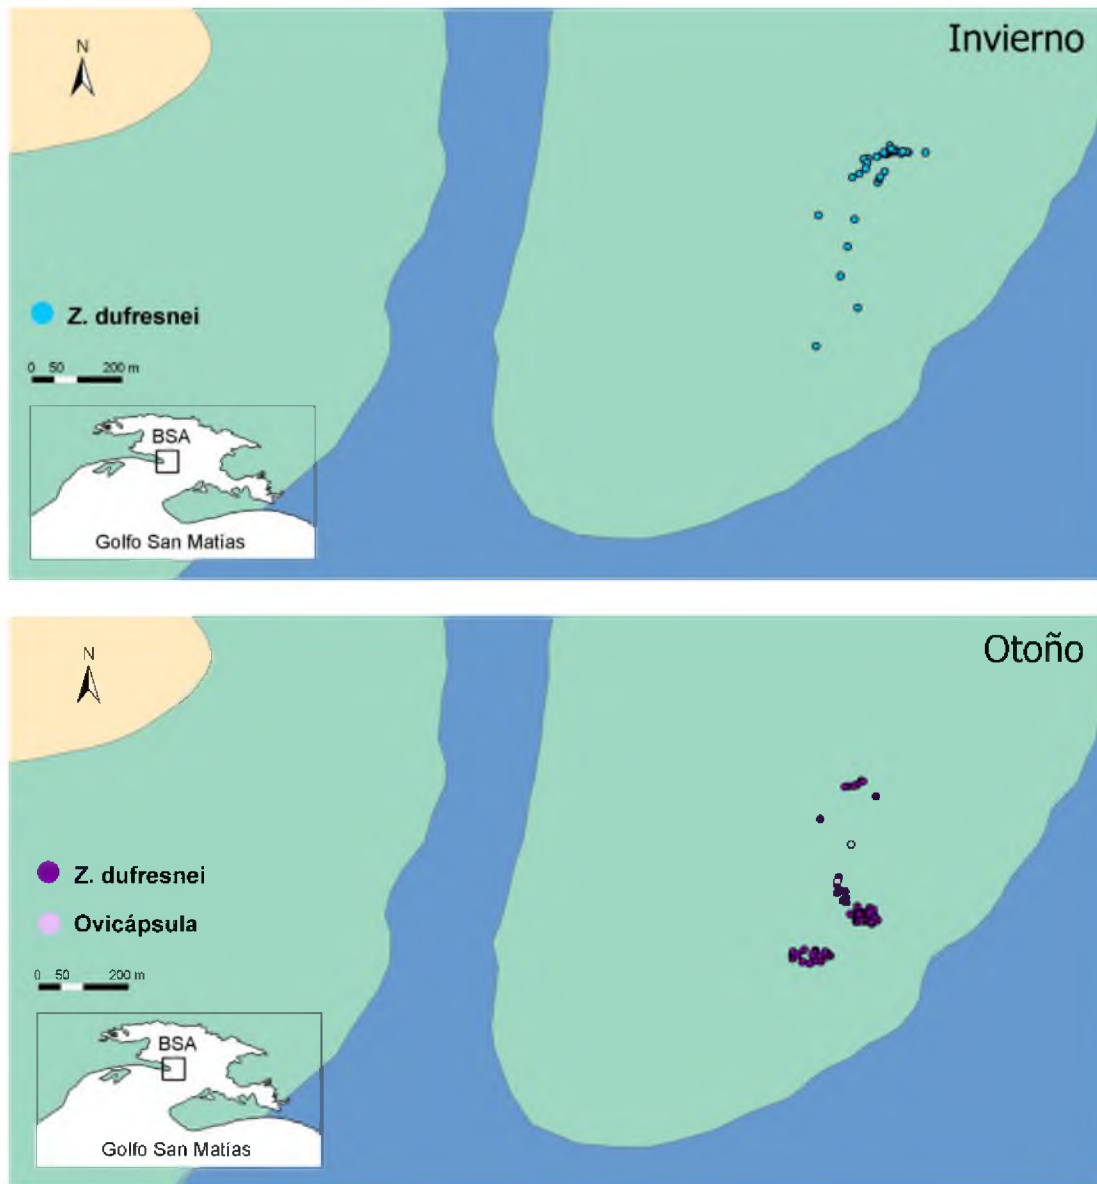 Invierno
N
Z. dufresnei
0 50 200 m
BSA
Golfo San Matías
Otoño
N
Z. dufresnei
Ovicápsula
0 50 200 m
BSA
Golfo San Matías